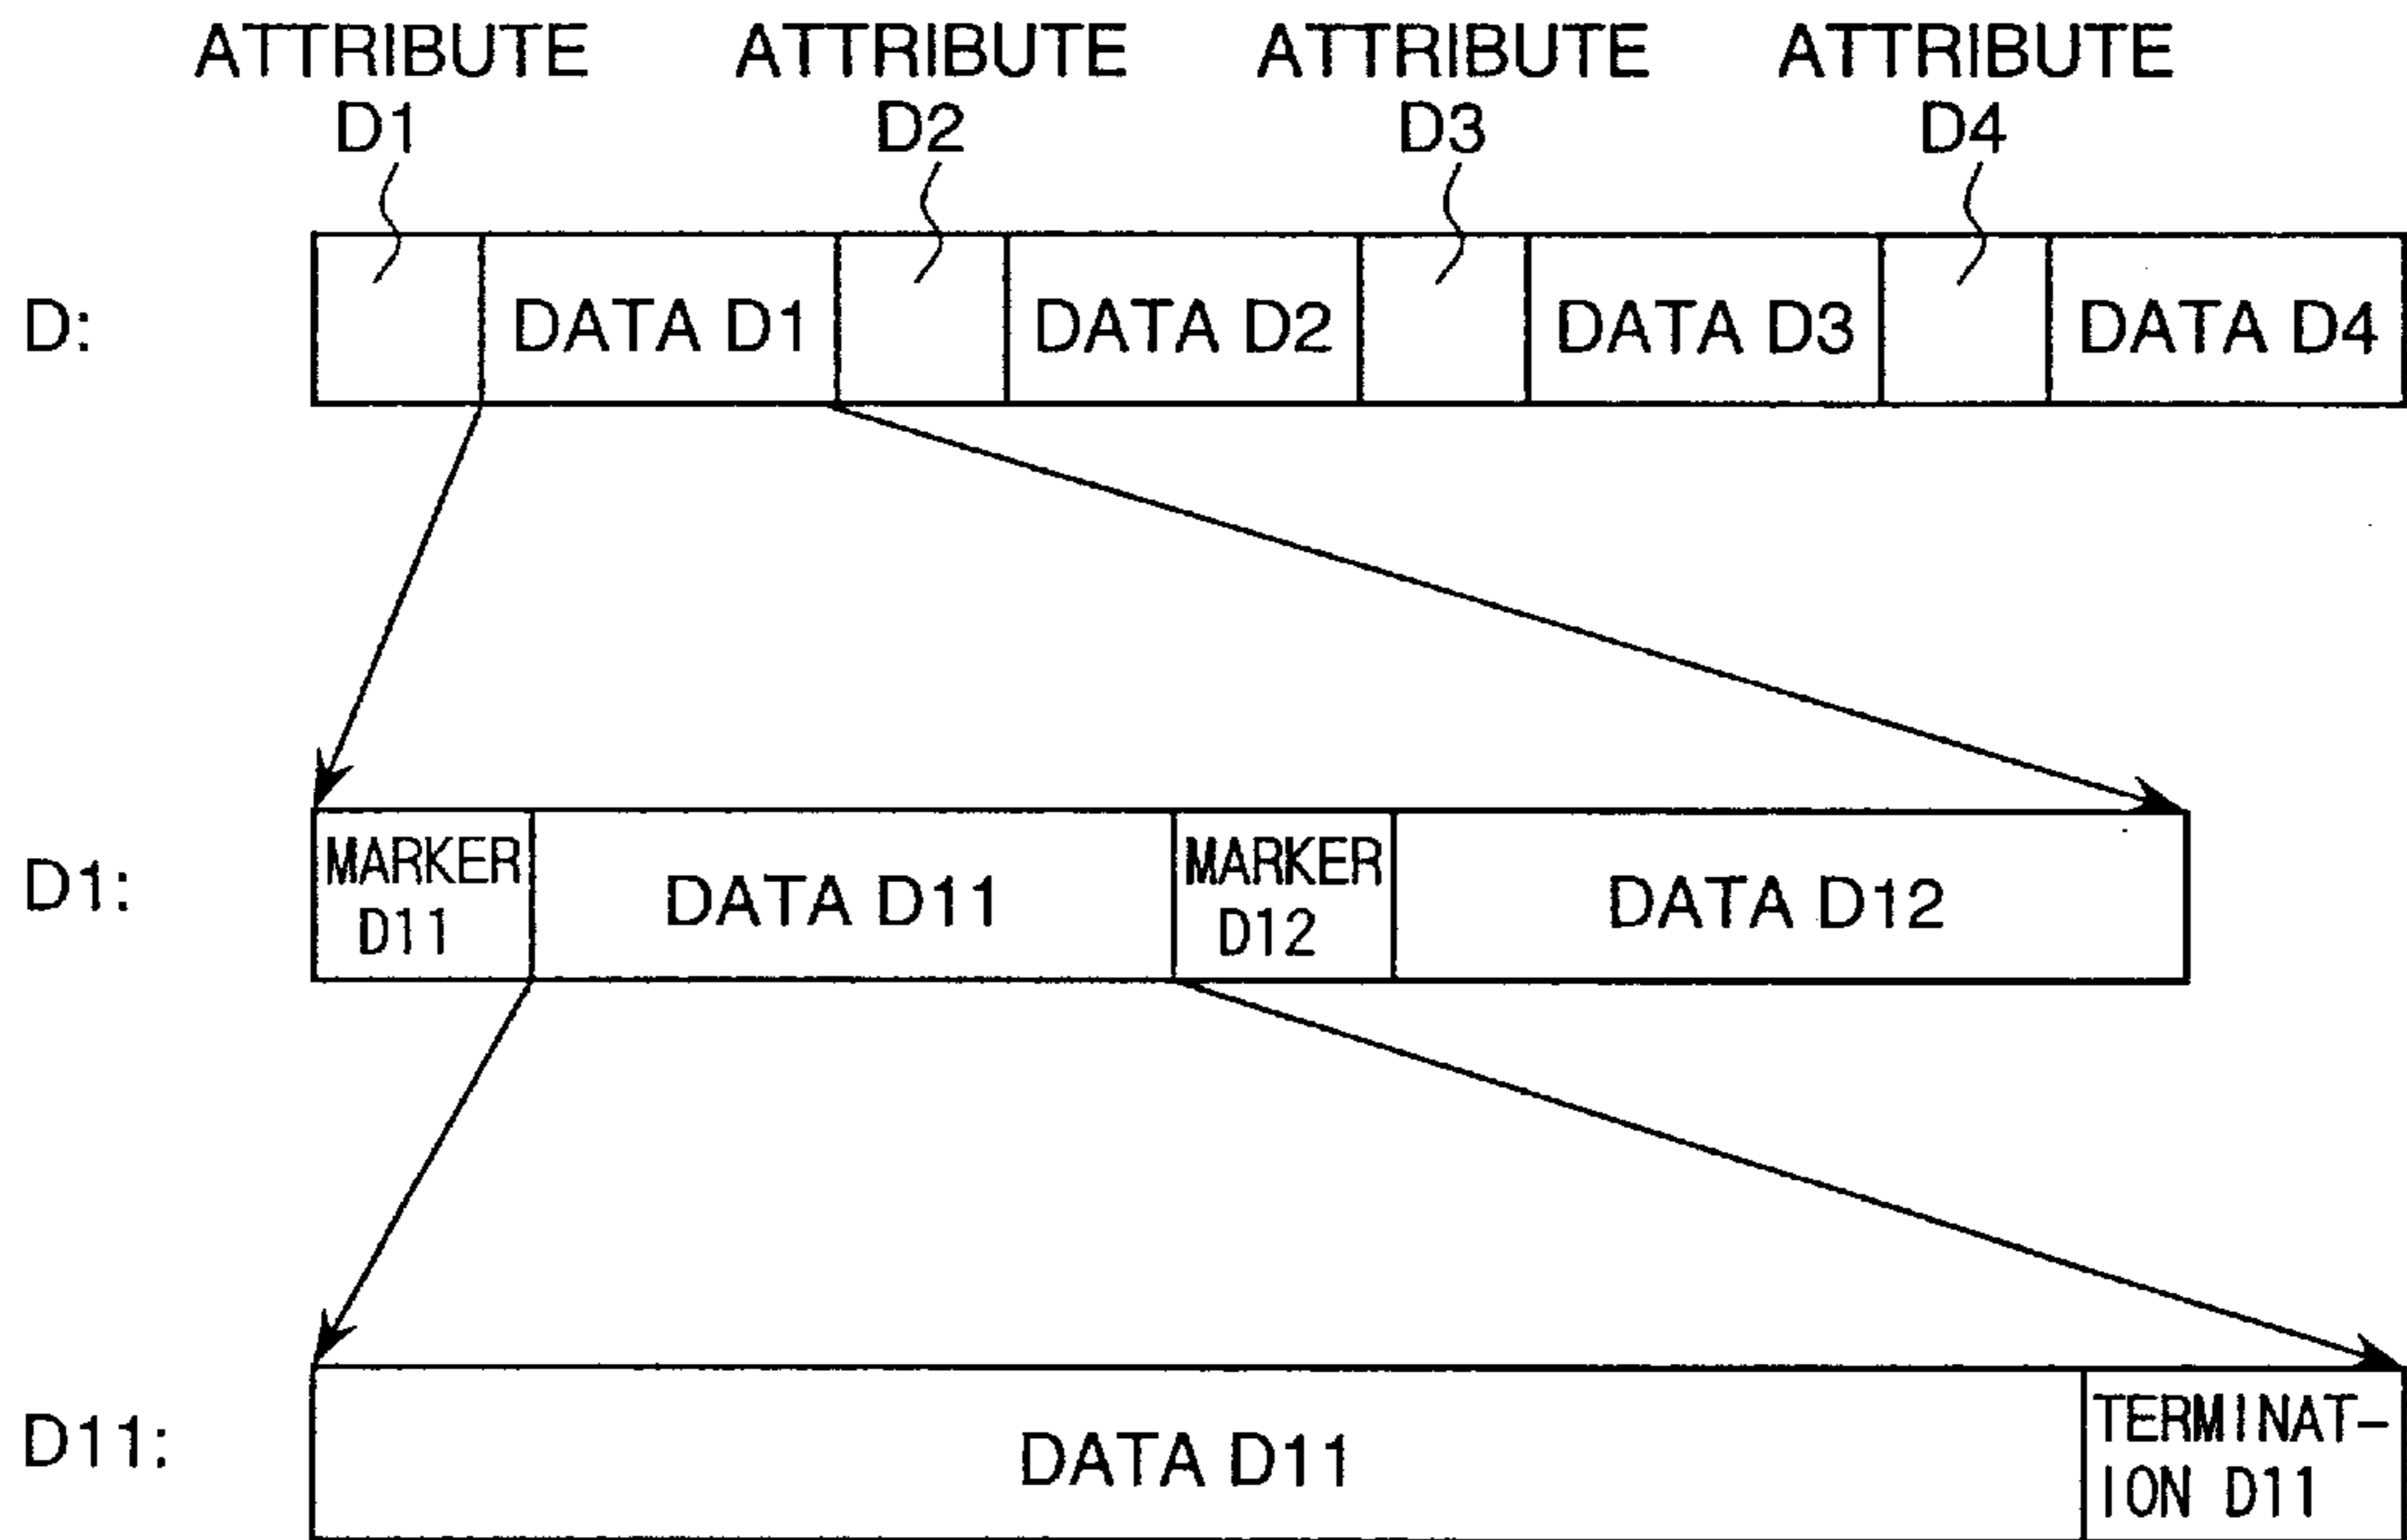 ATTRIBUTE ATTRIBUTE ATTRIBUTE ATTRIBUTE
D1 D2 D3 D4
D: DATA D1 DATA D2 DATA D3 DATA D4
MARKER MARKER
D1: DATA D11 DATA D12
D11 D12
TERMINAT-
D11: DATA D11
ION D11